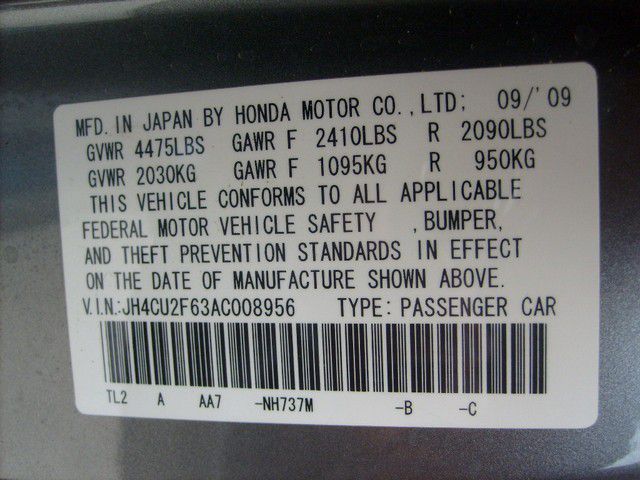 MFD. IN JAPAN BY HONDA MOTOR CO.,LTD; 09/'09
GVWR 4475LBS GAWR F 2410LBS R 2090LBS
GVWR 2030KG GAWR F 1095KG R 950KG
THIS VEHICLE CONFORMS TO ALL APPLICABLE
FEDERAL MOTOR VEHICLE SAFETY ,BUMPER,
AND THEFT PREVENTION STANDARDS IN EFFECT
ON THE DATE OF MANUFACTURE SHOWN ABOVE.
V.I.N.:JH4CU2F63AC008956 TYPE: PASSENGER CAR
TL2 A AA7 -NH737M -B -C